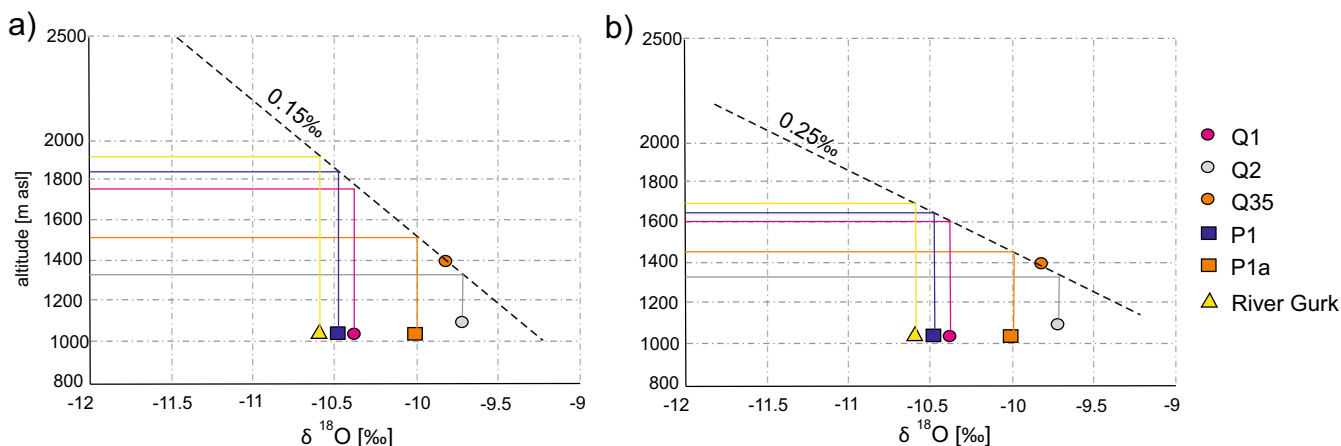 a)
2500
2000
1800
1600
1400
1200
1000
800
altitude [m asl]
0.15‰
-12 -11.5 -11 -10.5 -10 -9.5 -9
δ ¹⁸O [‰]
b)
2500
2000
1800
1600
1400
1200
1000
800
0.25‰
-12 -11.5 -11 -10.5 -10 -9.5 -9
δ ¹⁸O [‰]
Q1
Q2
Q35
P1
P1a
River Gurk